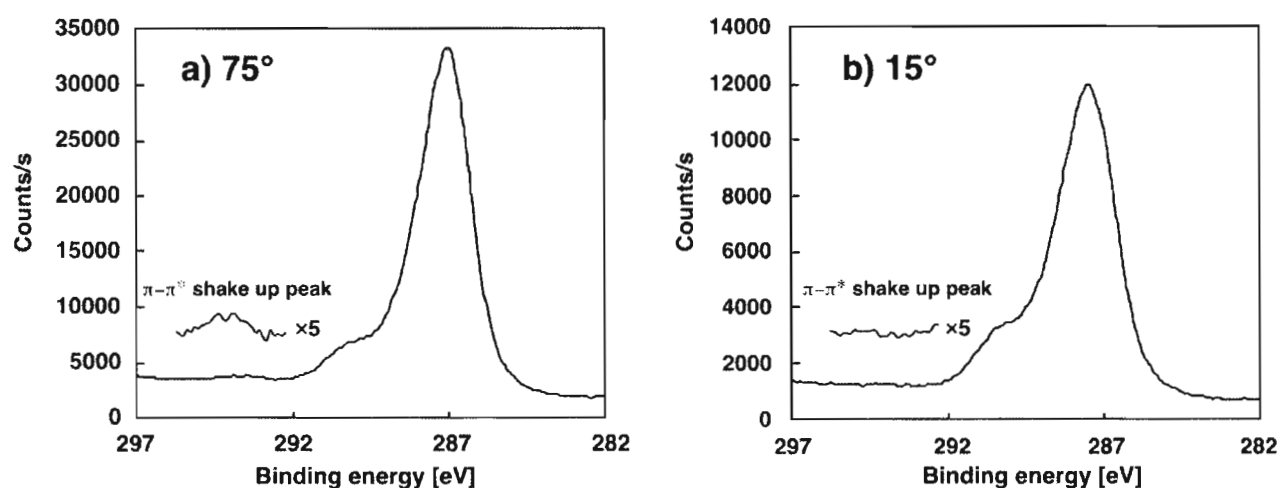 35000
30000
25000
20000
15000
10000
5000
0
Counts/s
a) 75°
π–π* shake up peak
×5
297 292 287 282
Binding energy [eV]
14000
12000
10000
8000
6000
4000
2000
0
Counts/s
b) 15°
π–π* shake up peak
×5
297 292 287 282
Binding energy [eV]